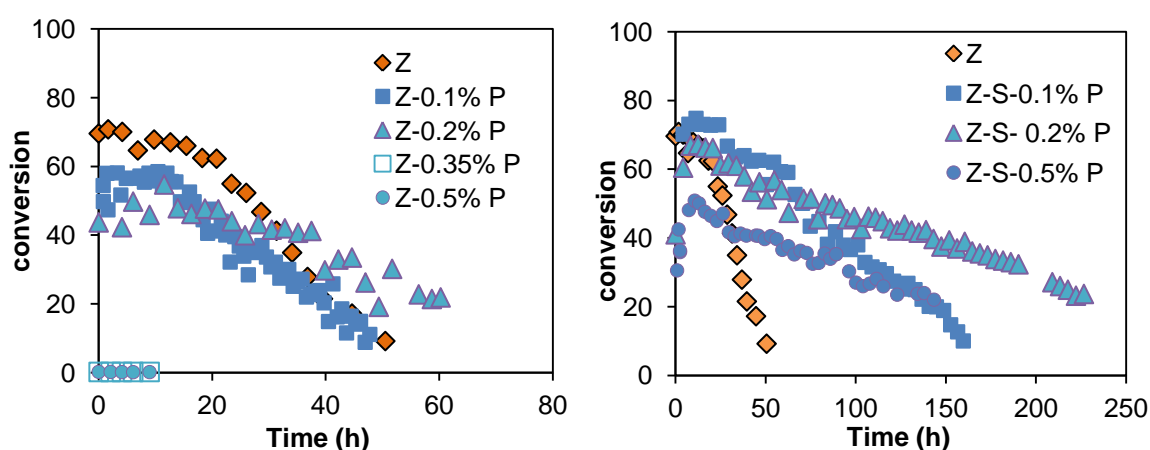 100
80
60
40
20
0
0
20
40
60
80
conversion
Time (h)
Z
Z-0.1% P
Z-0.2% P
Z-0.35% P
Z-0.5% P
100
80
60
40
20
0
0
50
100
150
200
250
conversion
Time (h)
Z
Z-S-0.1% P
Z-S- 0.2% P
Z-S-0.5% P